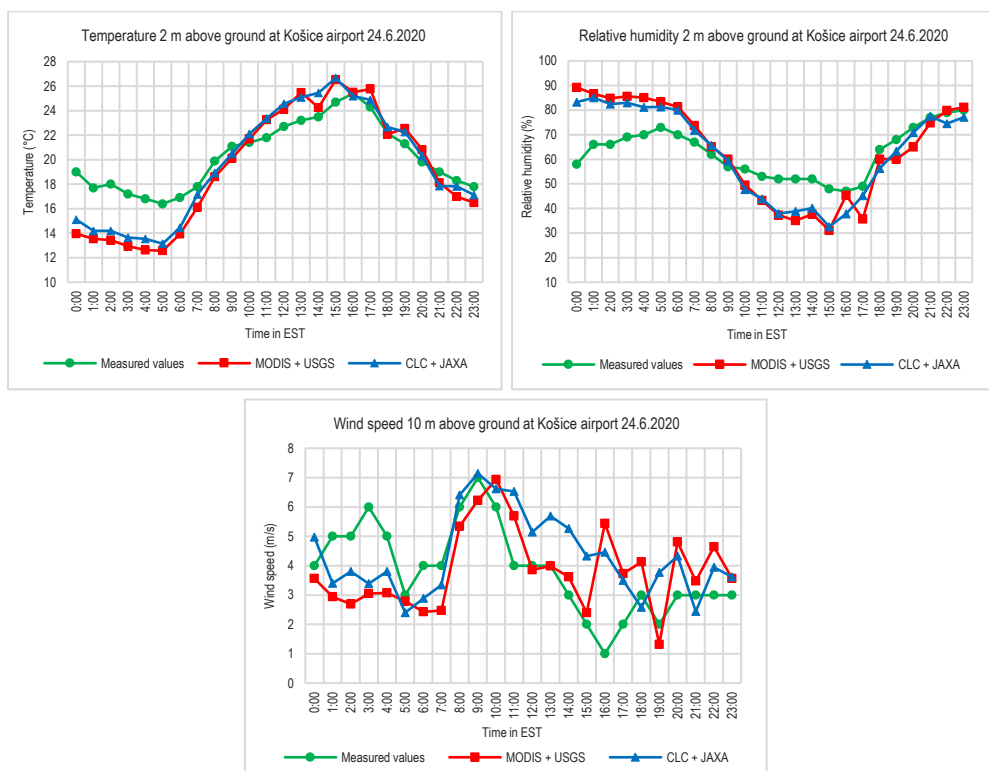 Temperature 2 m above ground at Košice airport 24.6.2020
Temperature (°C)
28
26
24
22
20
18
16
14
12
10
0:00 1:00 2:00 3:00 4:00 5:00 6:00 7:00 8:00 9:00 10:00 11:00 12:00 13:00 14:00 15:00 16:00 17:00 18:00 19:00 20:00 21:00 22:00 23:00
Time in EST
Measured values MODIS + USGS CLC + JAXA
Relative humidity 2 m above ground at Košice airport 24.6.2020
Relative humidity (%)
100
90
80
70
60
50
40
30
20
10
0:00 1:00 2:00 3:00 4:00 5:00 6:00 7:00 8:00 9:00 10:00 11:00 12:00 13:00 14:00 15:00 16:00 17:00 18:00 19:00 20:00 21:00 22:00 23:00
Time in EST
Measured values MODIS + USGS CLC + JAXA
Wind speed 10 m above ground at Košice airport 24.6.2020
Wind speed (m/s)
8
7
6
5
4
3
2
1
0
0:00 1:00 2:00 3:00 4:00 5:00 6:00 7:00 8:00 9:00 10:00 11:00 12:00 13:00 14:00 15:00 16:00 17:00 18:00 19:00 20:00 21:00 22:00 23:00
Time in EST
Measured values MODIS + USGS CLC + JAXA